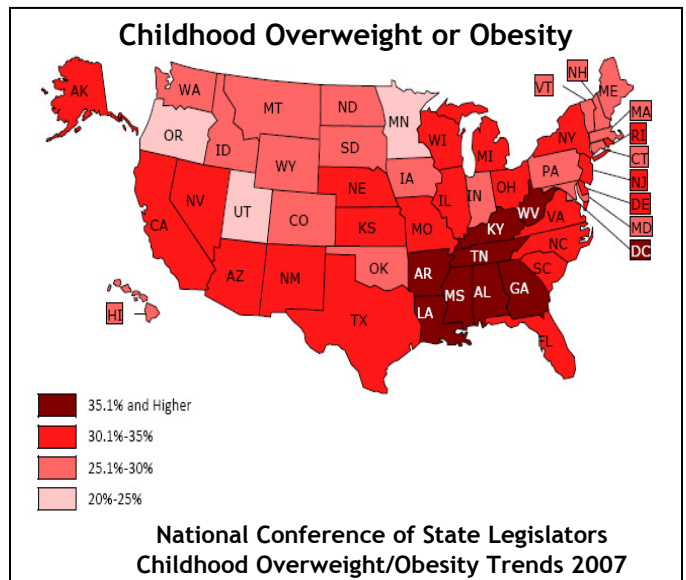 Childhood Overweight or Obesity
AK
WA
MT
ND
MN
VT
NH
ME
OR
ID
WY
SD
WI
MI
NY
MA
RI
CT
NJ
DE
MD
DC
NV
UT
CO
NE
IA
IL
IN
OH
PA
CA
KS
MO
KY
WV
VA
AZ
NM
OK
AR
TN
NC
SC
TX
LA
MS
AL
GA
FL
HI
35.1% and Higher
30.1%-35%
25.1%-30%
20%-25%
National Conference of State Legislators
Childhood Overweight/Obesity Trends 2007